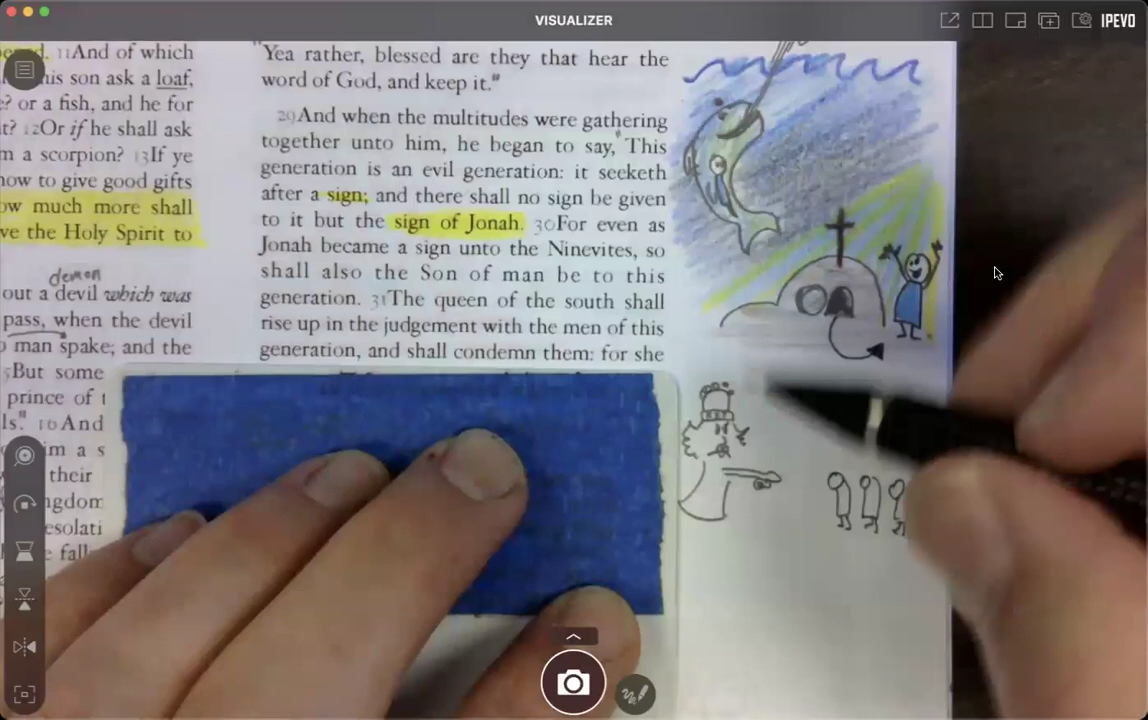 VISUALIZER
IPEVO
11And of which
his son ask a loaf,
? or a fish, and he for
t? 12Or if he shall ask
m a scorpion? 13If ye
now to give good gifts
ow much more shall
ve the Holy Spirit to
demon
out a devil which was
pass, when the devil
man spake; and the
But some
prince of
ls." 16And
im a s
their
ngdom
esolati
e fall
"Yea rather, blessed are they that hear the
word of God, and keep it."
29And when the multitudes were gathering
together unto him, he began to say, "This
generation is an evil generation: it seeketh
after a sign; and there shall no sign be given
to it but the sign of Jonah. 30For even as
Jonah became a sign unto the Ninevites, so
shall also the Son of man be to this
generation. 31The queen of the south shall
rise up in the judgement with the men of this
generation, and shall condemn them: for she